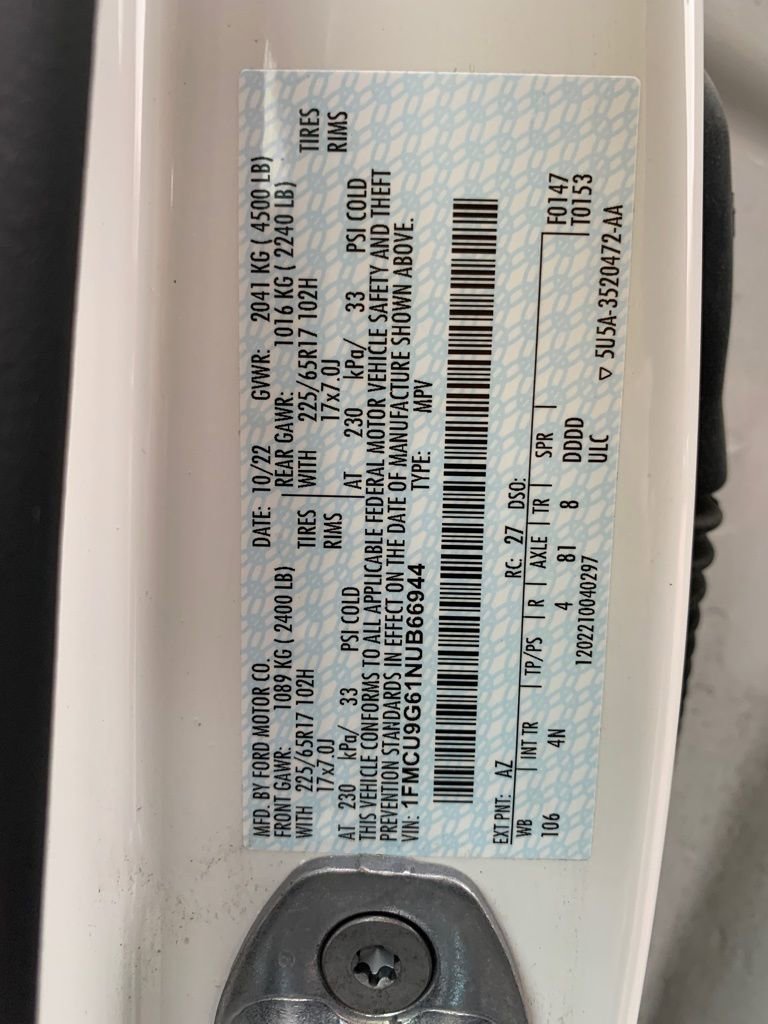 MFD. BY FORD MOTOR CO. DATE: 10/22 GVWR: 2041 KG ( 4500 LB)
FRONT GAWR: 1089 KG ( 2400 LB) REAR GAWR: 1016 KG ( 2240 LB)
WITH 225/65R17 102H TIRES WITH 225/65R17 102H TIRES
17x7.0J RIMS 17x7.0J RIMS
AT 230 kPa/ 33 PSI COLD AT 230 kPa/ 33 PSI COLD
THIS VEHICLE CONFORMS TO ALL APPLICABLE FEDERAL MOTOR VEHICLE SAFETY AND THEFT
PREVENTION STANDARDS IN EFFECT ON THE DATE OF MANUFACTURE SHOWN ABOVE.
VIN: 1FMCU9G61NUB66944 TYPE: MPV
EXT PNT: AZ RC: 27 DSO:
WB INT TR TP/PS R AXLE TR SPR F0147
106 4N 4 81 8 DDDD T0153
1202210040297 ULC
▽ 5U5A-3520472-AA